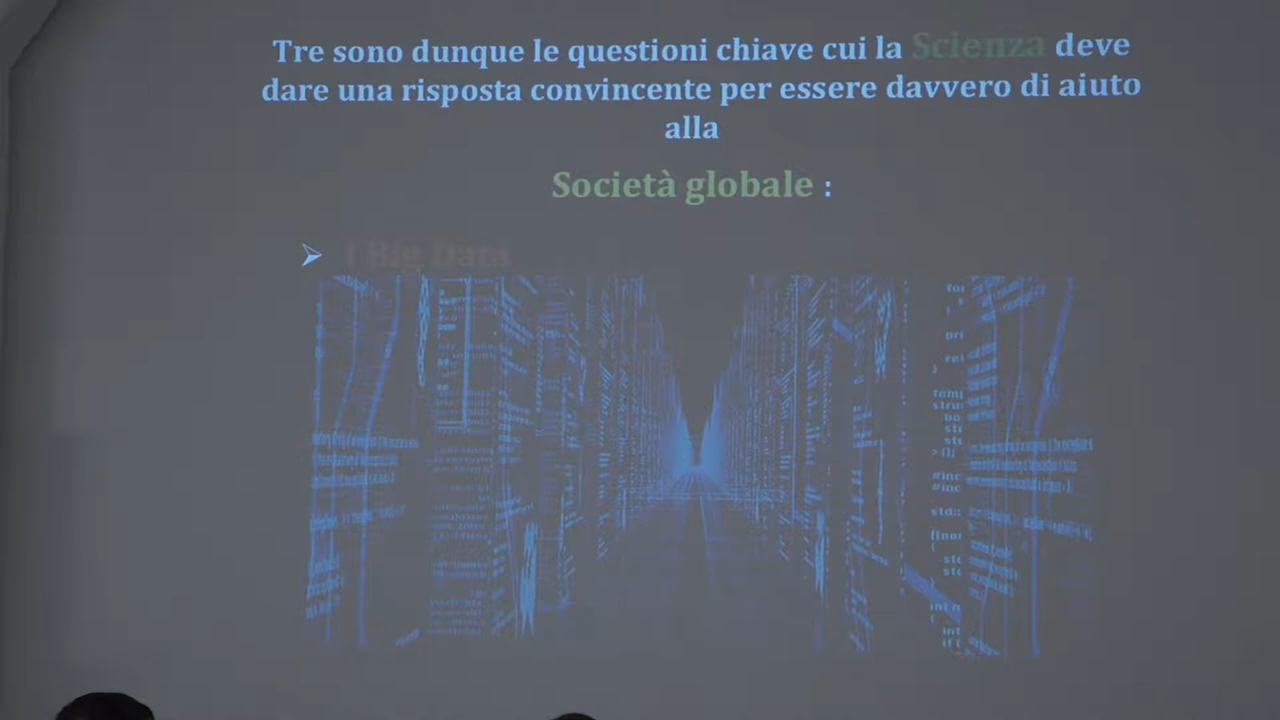 Tre sono dunque le questioni chiave cui la Scienza deve
dare una risposta convincente per essere davvero di aiuto
alla
Società globale :
I Big Data